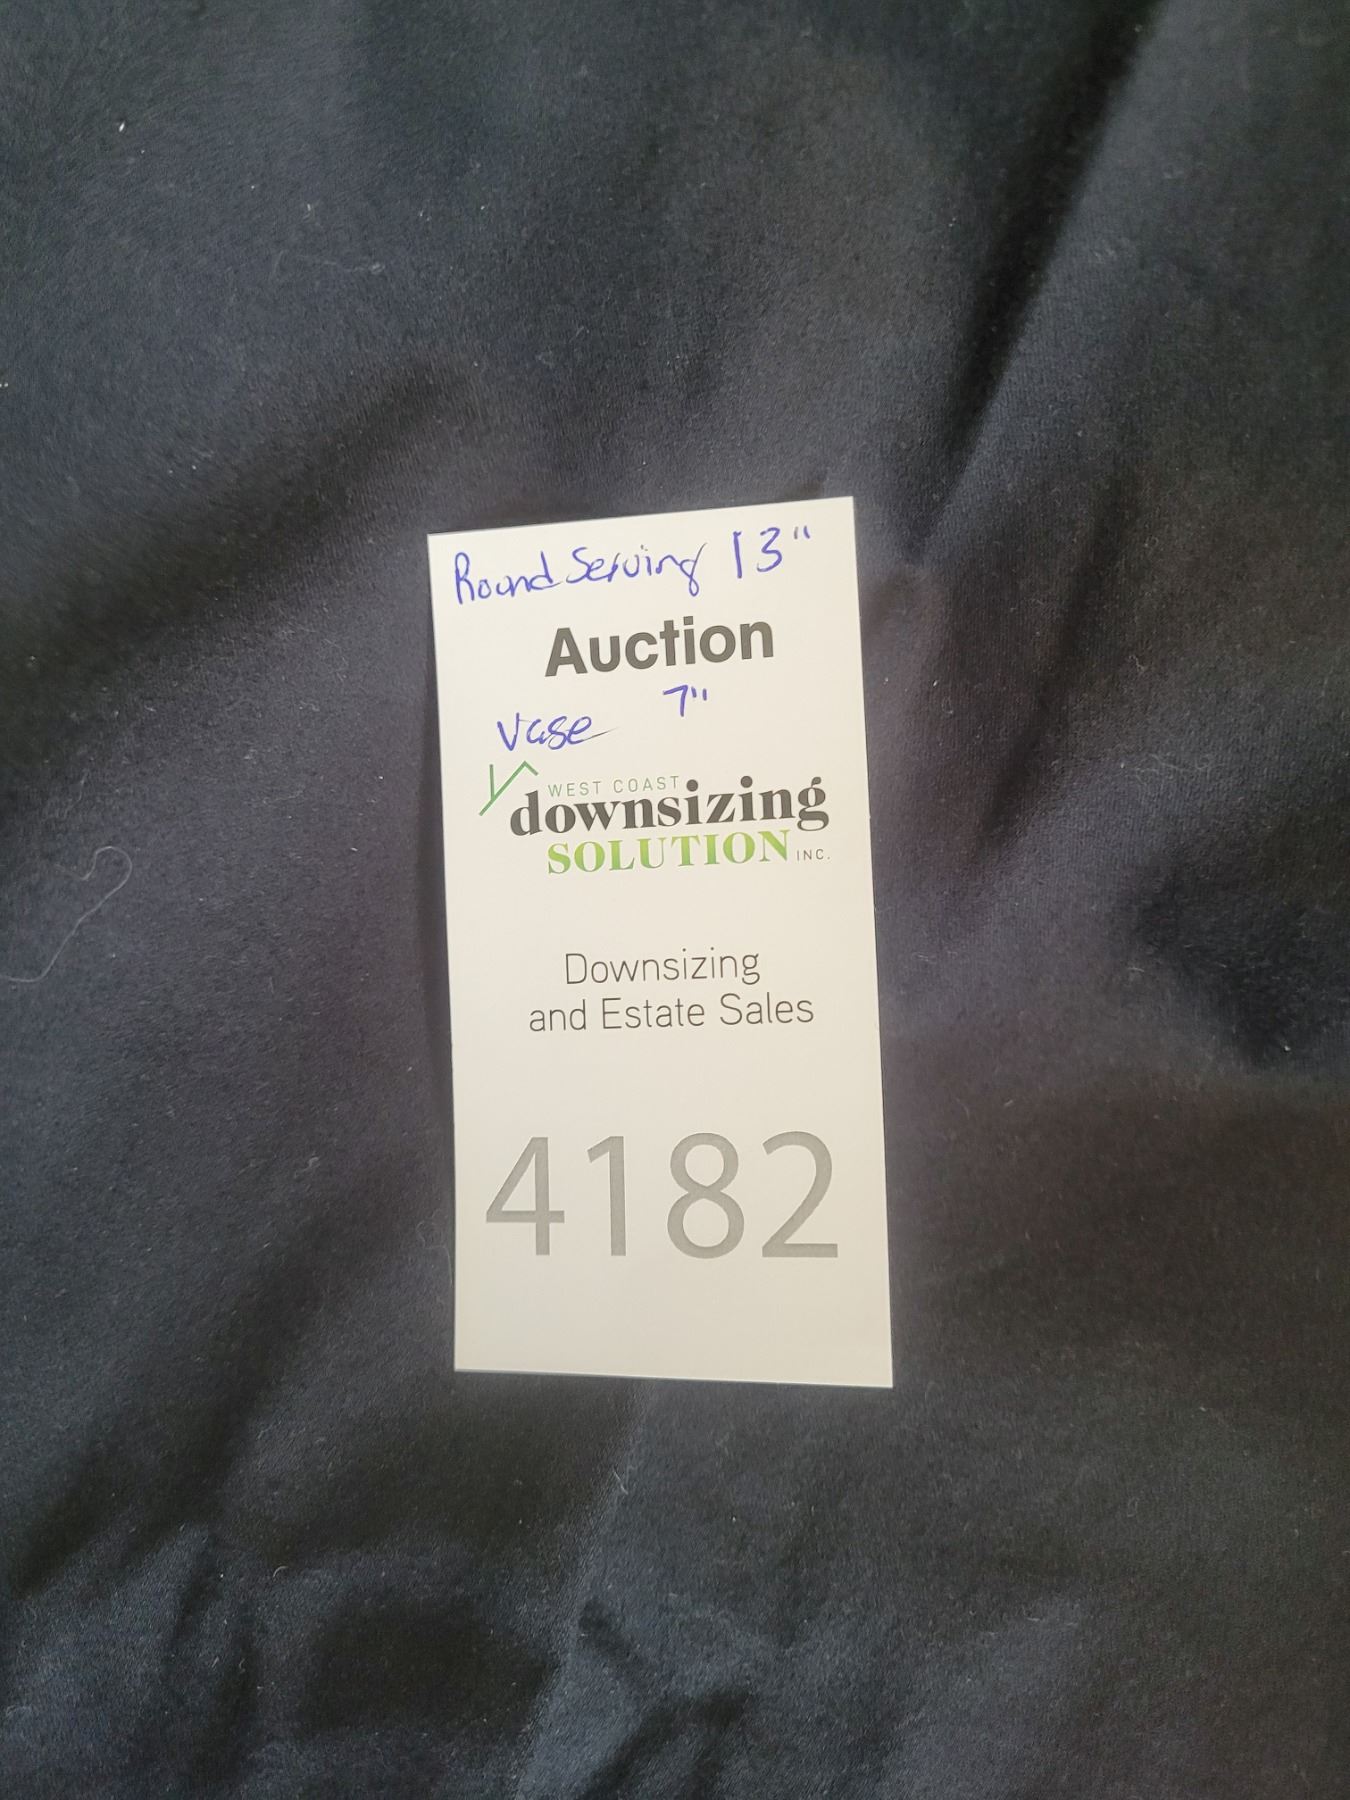 Round Serving 13"
Auction
7"
Vase
WEST COAST
downsizing
SOLUTION INC.
Downsizing
and Estate Sales
4182